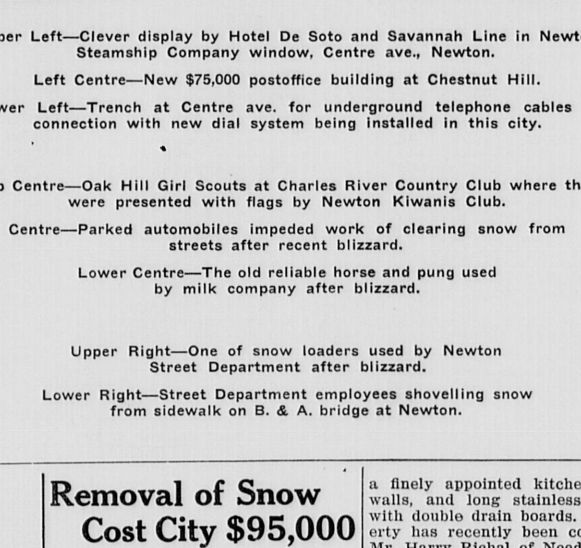 per Left—Clever display by Hotel De Soto and Savannah Line in Newt
Steamship Company window, Centre ave., Newton.
Left Centre—New $75,000 postoffice building at Chestnut Hill.
wer Left—Trench at Centre ave. for underground telephone cables
connection with new dial system being installed in this city.
p Centre—Oak Hill Girl Scouts at Charles River Country Club where th
were presented with flags by Newton Kiwanis Club.
Centre—Parked automobiles impeded work of clearing snow from
streets after recent blizzard.
Lower Centre—The old reliable horse and pung used
by milk company after blizzard.
Upper Right—One of snow loaders used by Newton
Street Department after blizzard.
Lower Right—Street Department employees shovelling snow
from sidewalk on B. & A. bridge at Newton.
Removal of Snow
Cost City $95,000
a finely appointed kitche
walls, and long stainless
with double drain boards.
erty has recently been co
Mr. Harry Richal of Need